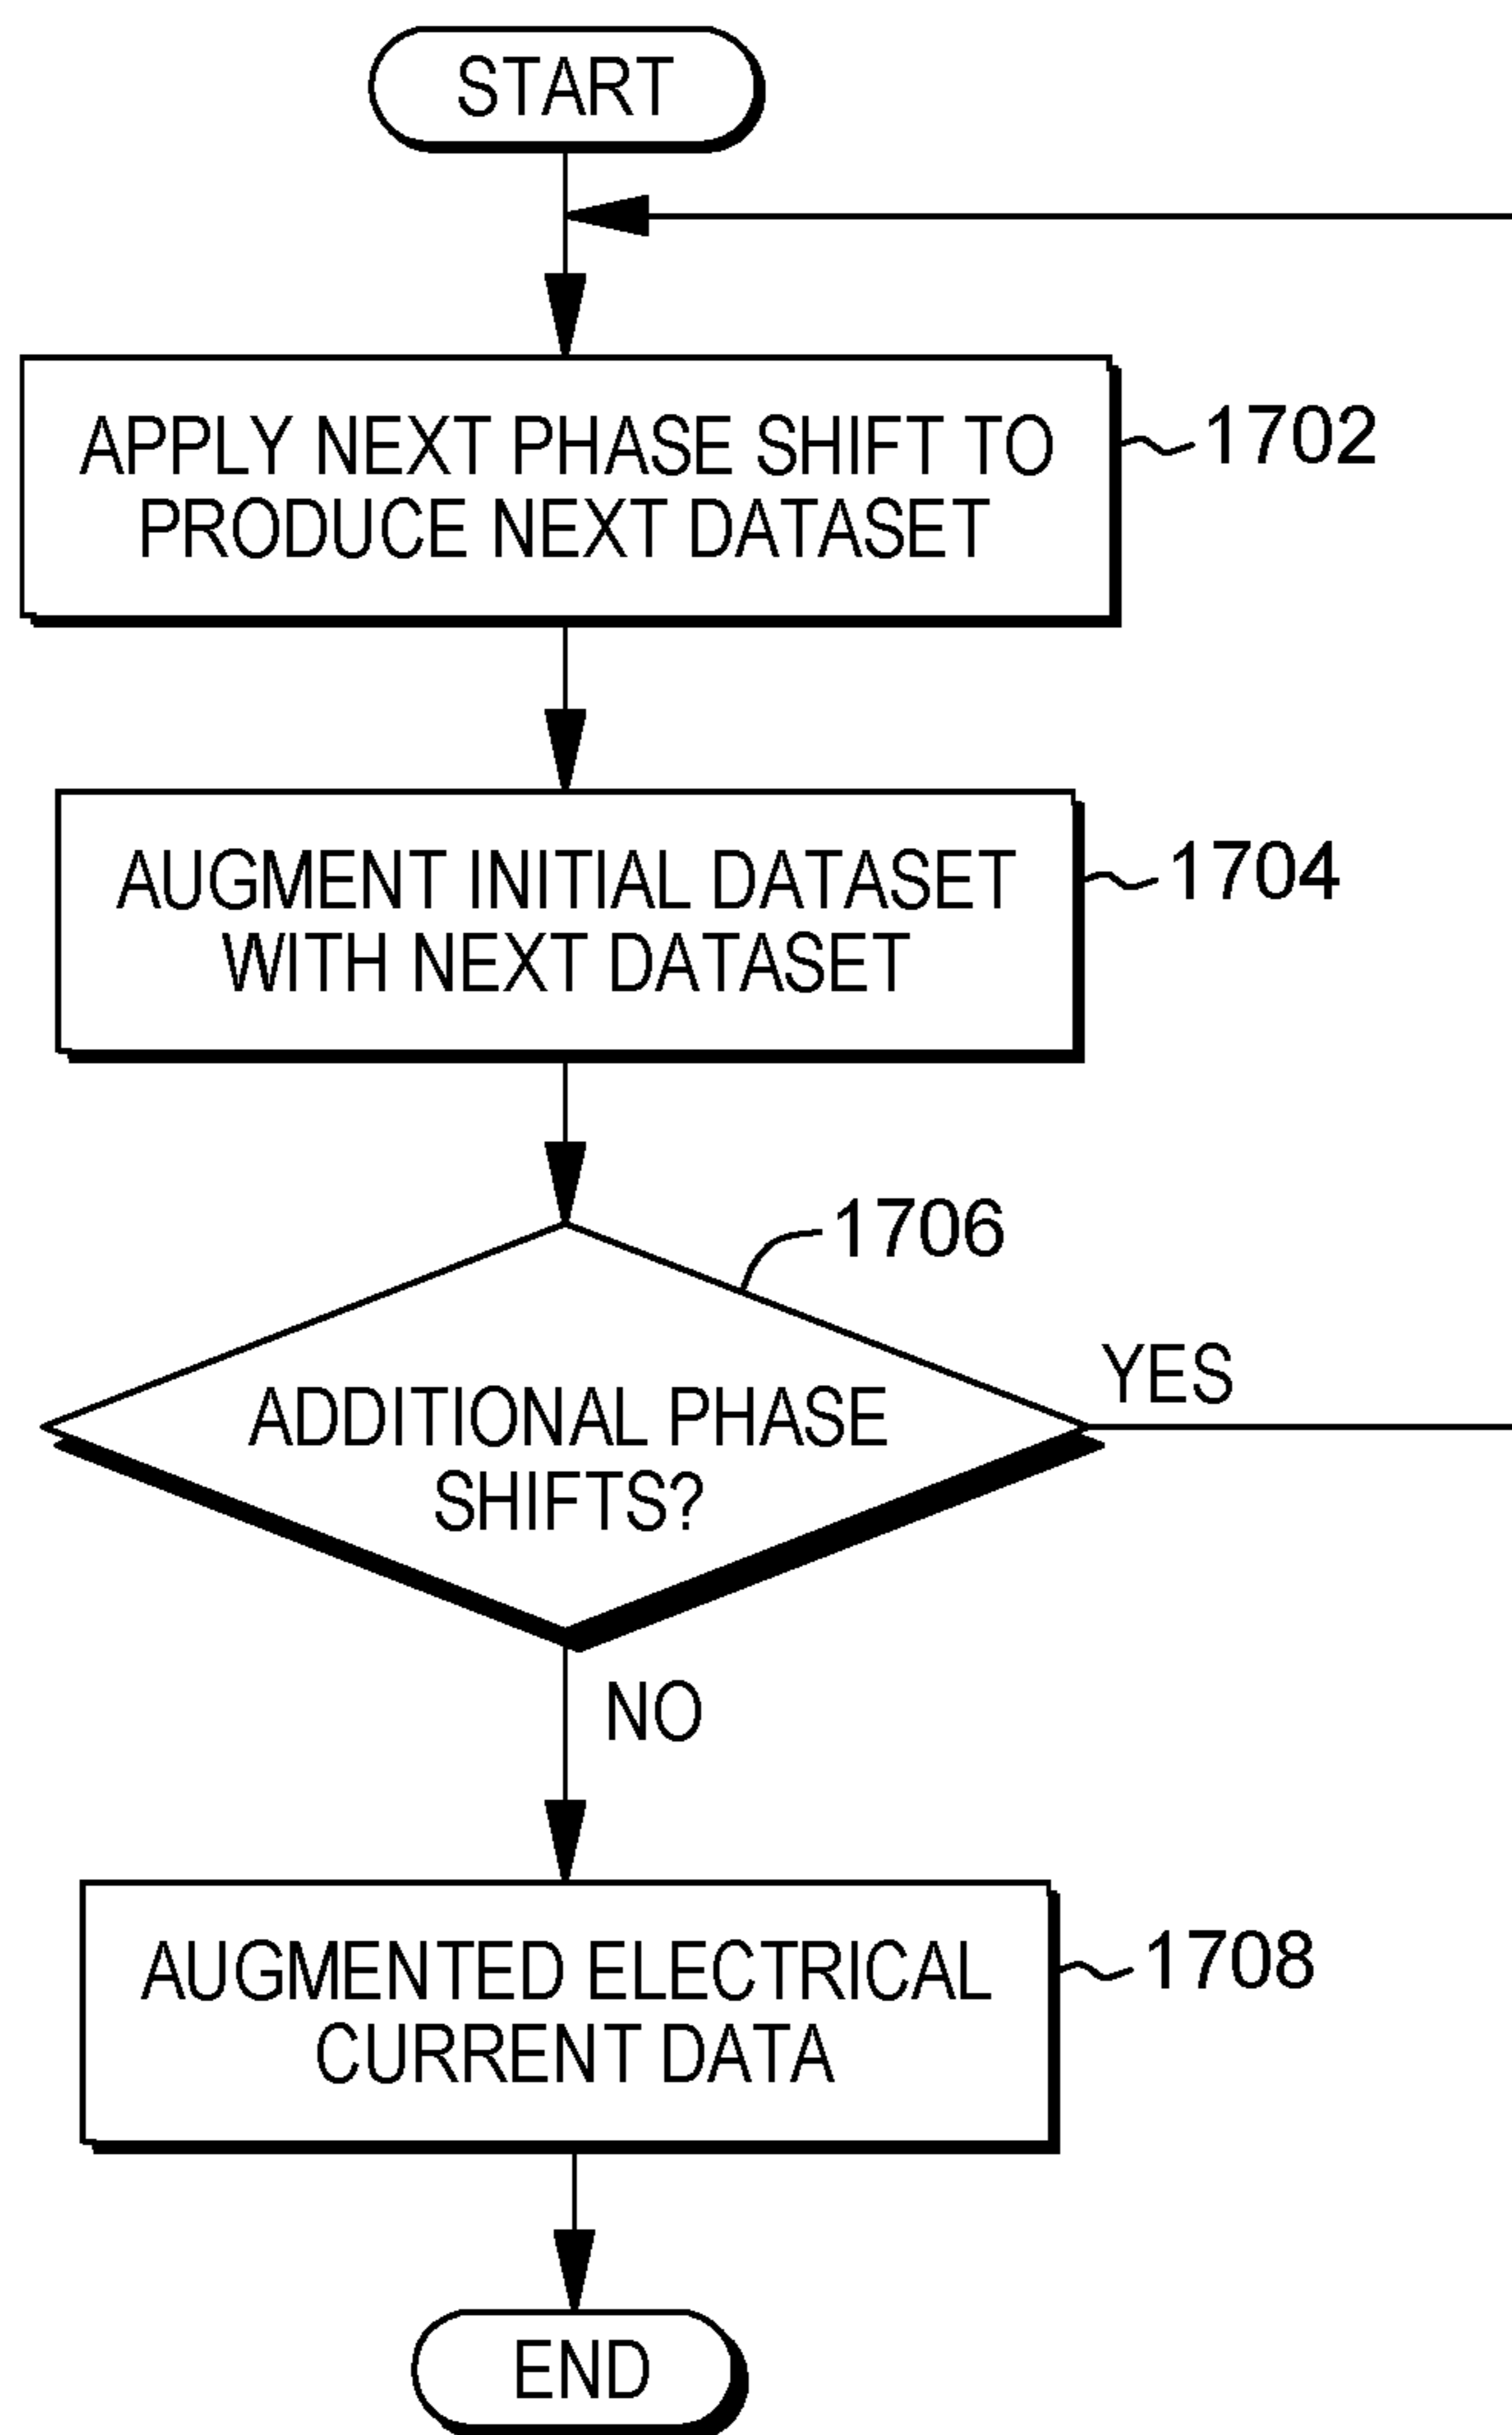 START
APPLY NEXT PHASE SHIFT TO
PRODUCE NEXT DATASET
1702
AUGMENT INITIAL DATASET
WITH NEXT DATASET
1704
1706
ADDITIONAL PHASE
SHIFTS?
YES
NO
AUGMENTED ELECTRICAL
CURRENT DATA
1708
END